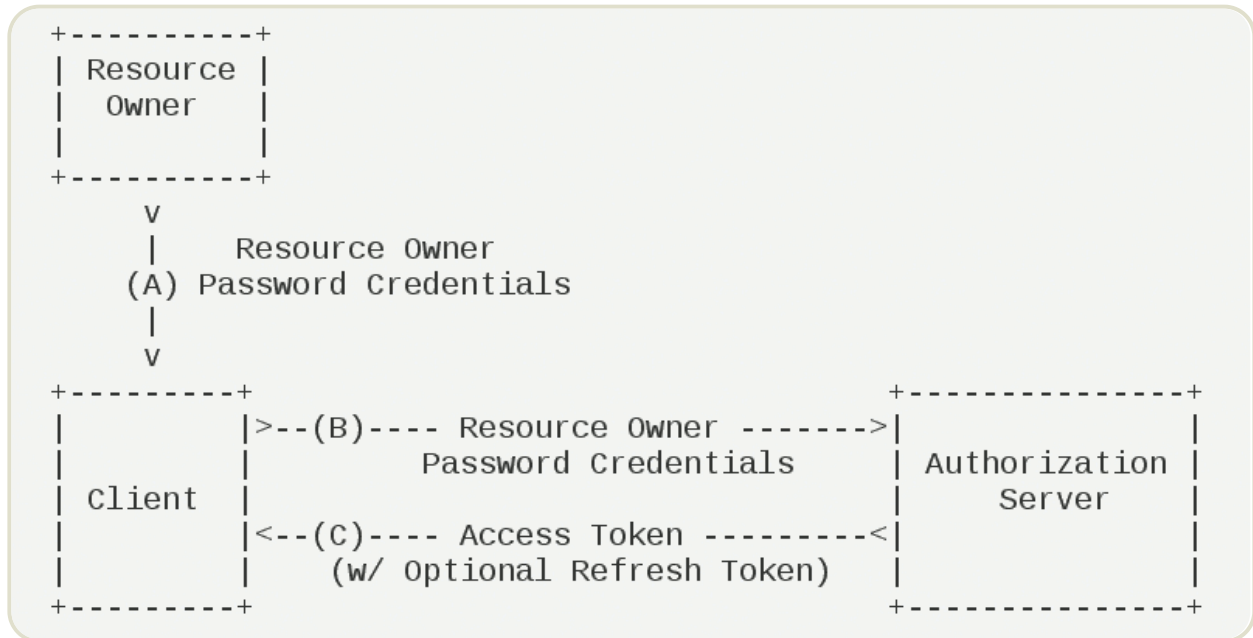 +----------+
| Resource |
|  Owner   |
|          |
+----------+
     v
     |    Resource Owner
    (A) Password Credentials
     |
     v
+---------+                                  +---------------+
|         |>--(B)---- Resource Owner ------->|               |
|         |         Password Credentials     | Authorization |
| Client  |                                  |     Server    |
|         |<--(C)---- Access Token ---------<|               |
|         |    (w/ Optional Refresh Token)   |               |
+---------+                                  +---------------+